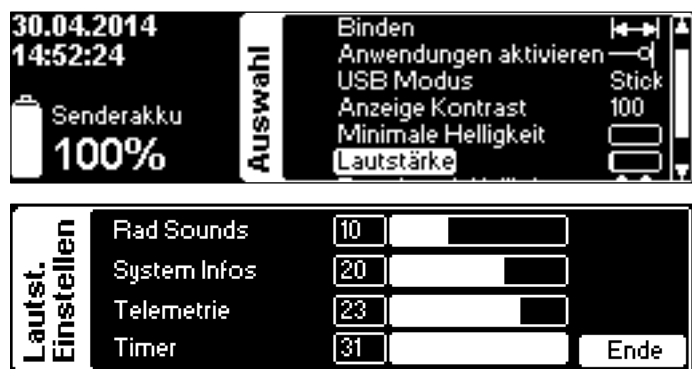 30.04.2014
14:52:24
Senderakku
100%
Auswahl
Binden
Anwendungen aktivieren
USB Modus Stick
Anzeige Kontrast 100
Minimale Helligkeit
Lautstärke
Lautst.
Einstellen
Rad Sounds 10
System Infos 20
Telemetrie 23
Timer 31
Ende